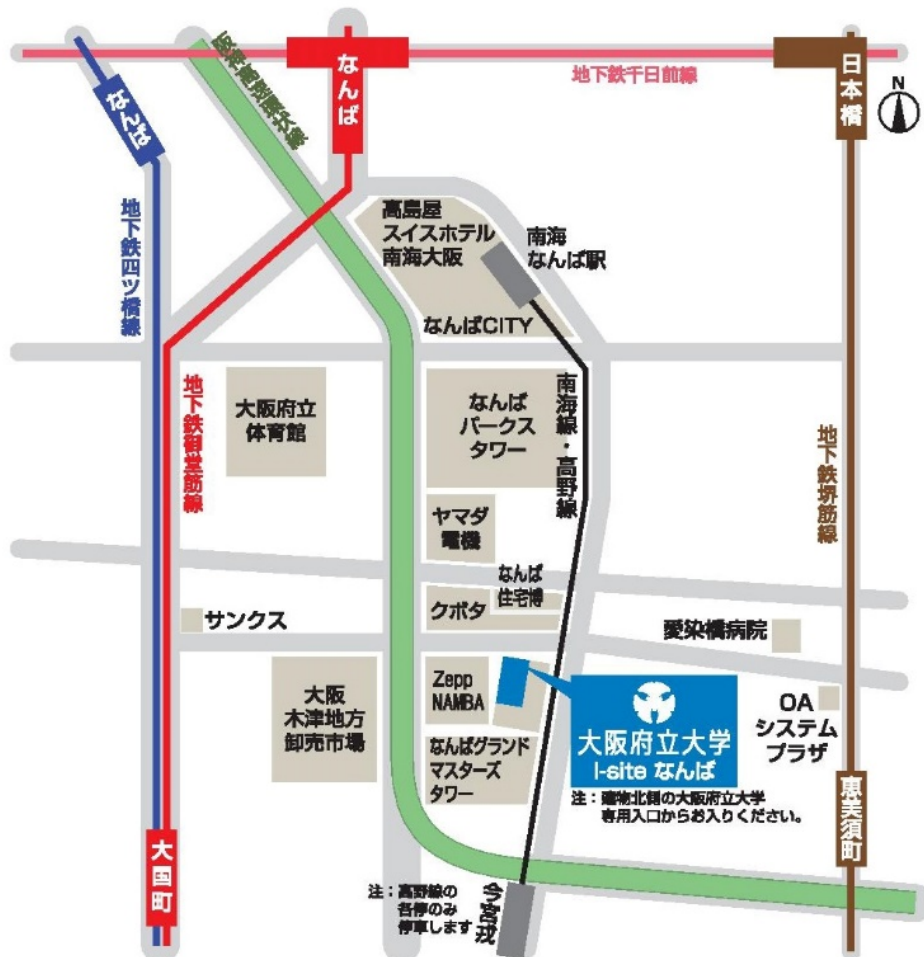 なんば
日本橋
地下鉄千日前線
N
なんば
阪神高速環状線
地下鉄四ツ橋線
高島屋
スイスホテル
南海大阪
南海
なんば駅
なんばCITY
地下鉄御堂筋線
大阪府立
体育館
なんば
パークス
タワー
南海線・高野線
地下鉄堺筋線
ヤマダ
電機
なんば
住宅博
クボタ
サンクス
愛染橋病院
大阪
木津地方
卸売市場
Zepp
NAMBA
大阪府立大学
I-site なんば
OA
システム
プラザ
なんばグランド
マスターズ
タワー
注:建物北側の大阪府立大学
専用入口からお入りください。
恵美須町
大国町
注:高野線の
各停のみ
停車します
今宮戎